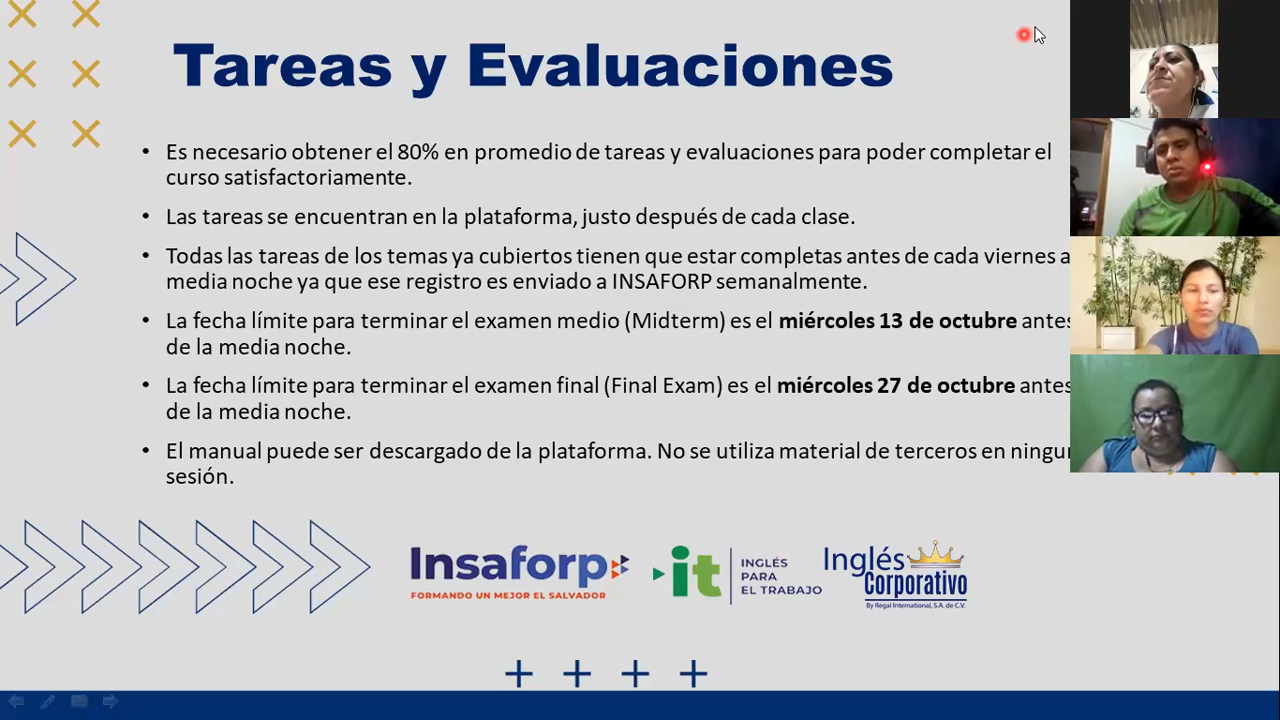 Tareas y Evaluaciones
• Es necesario obtener el 80% en promedio de tareas y evaluaciones para poder completar el
curso satisfactoriamente.
• Las tareas se encuentran en la plataforma, justo después de cada clase.
• Todas las tareas de los temas ya cubiertos tienen que estar completas antes de cada viernes a
media noche ya que ese registro es enviado a INSAFORP semanalmente.
• La fecha límite para terminar el examen medio (Midterm) es el miércoles 13 de octubre antes
de la media noche.
• La fecha límite para terminar el examen final (Final Exam) es el miércoles 27 de octubre antes
de la media noche.
• El manual puede ser descargado de la plataforma. No se utiliza material de terceros en
sesión.
Insaforp
FORMANDO UN MEJOR EL SALVADOR
it
INGLÉS
PARA
EL TRABAJO
Inglés
Corporativo
By Regal International, S.A. de C.V.